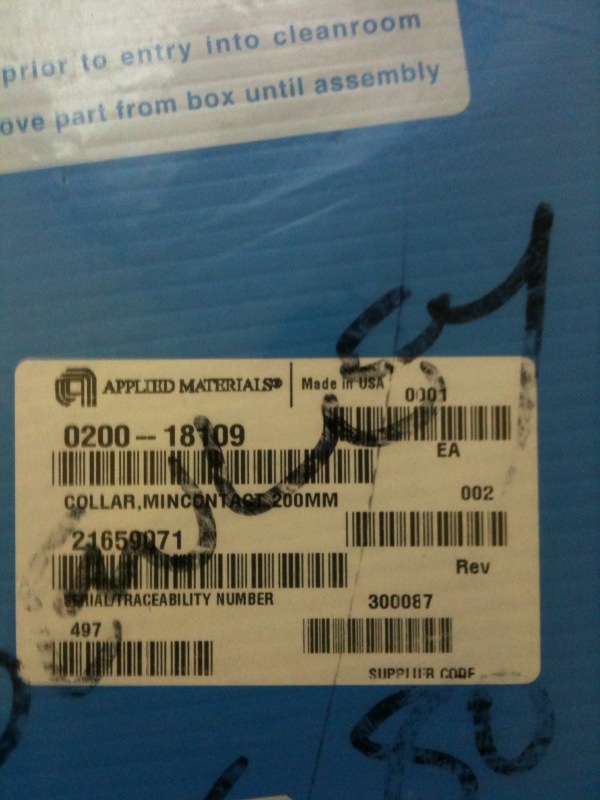 prior to entry into cleanroom
ove part from box until assembly
APPLIED MATERIALS® Made in USA
0001
0200--18109
EA
COLLAR,MINCONTACT,200MM
002
21659071
Rev
SERIAL/TRACEABILITY NUMBER
300087
497
SUPPLIER CODE